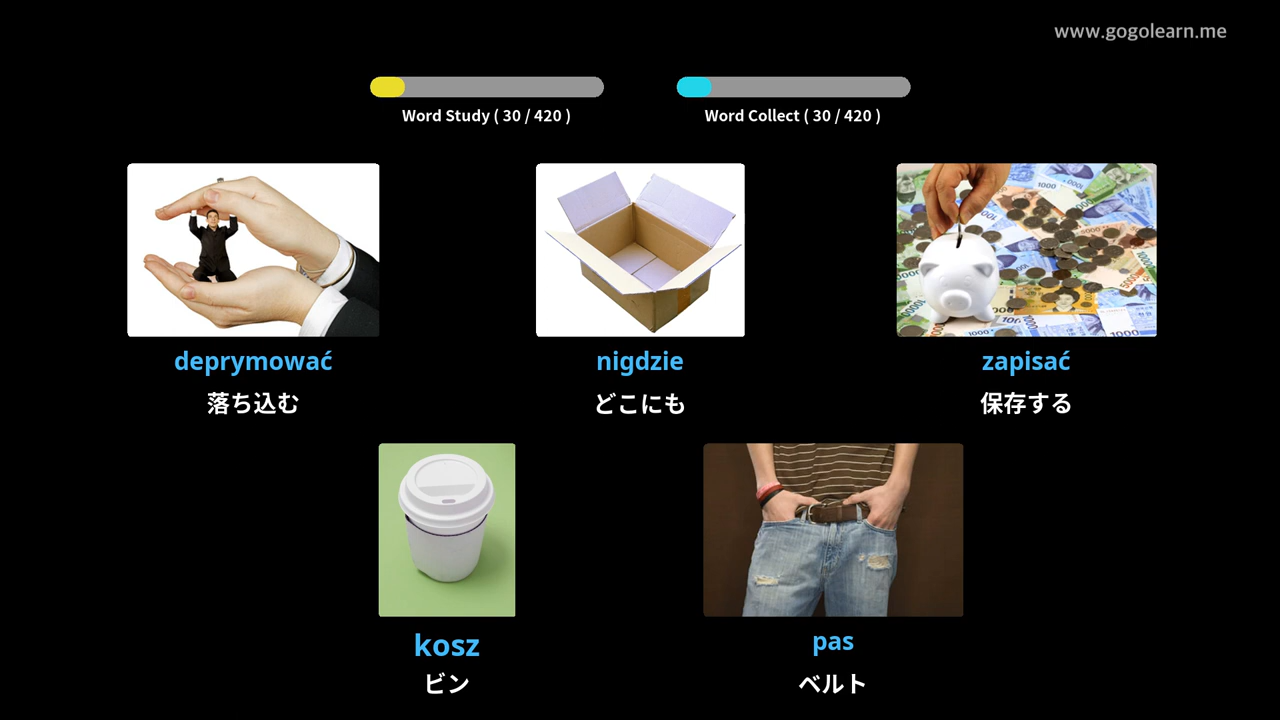 www.gogolearn.me
Word Study ( 30 / 420 )
Word Collect ( 30 / 420 )
deprymować
落ち込む
nigdzie
どこにも
zapisać
保存する
kosz
ビン
pas
ベルト